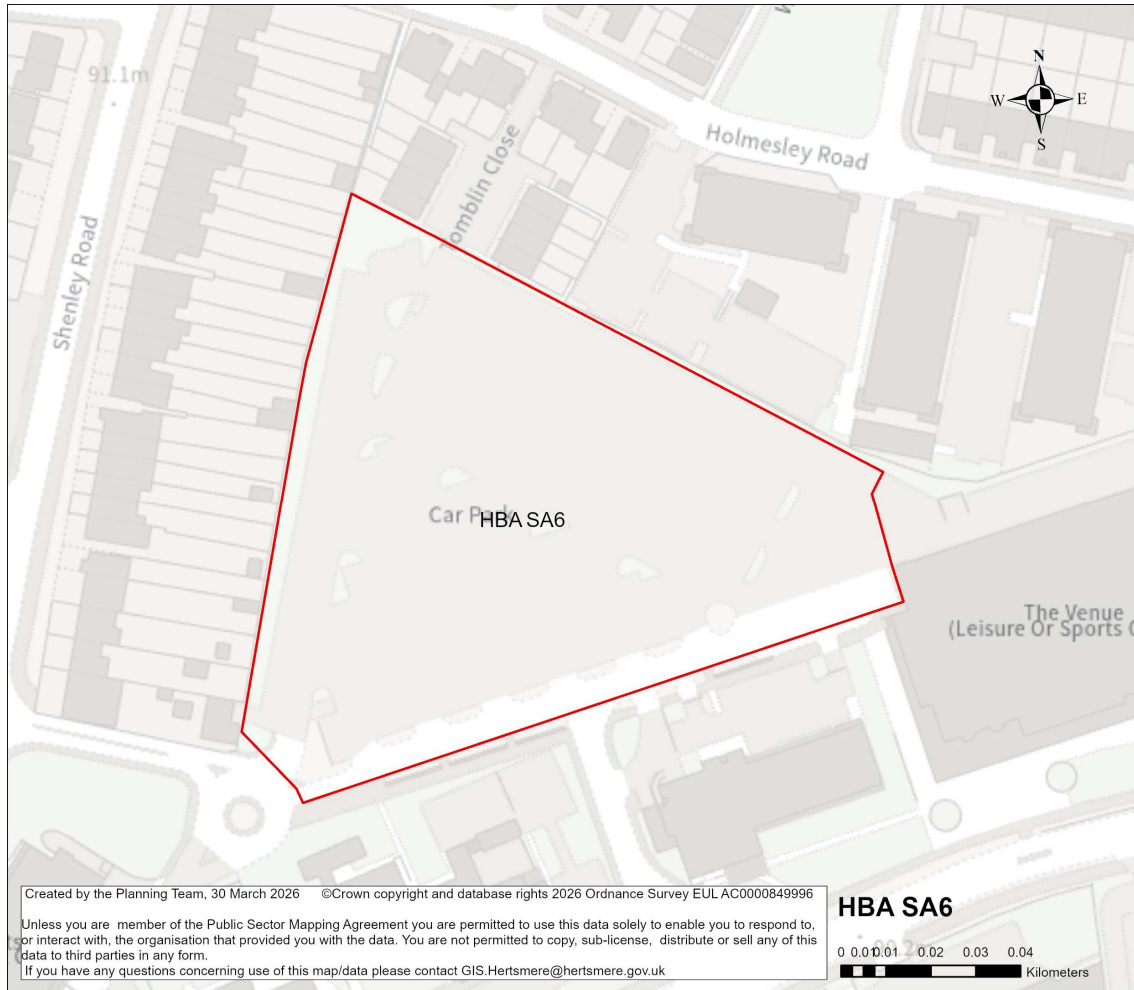 91.1m
N
W E
S
Holmesley Road
Tomblin Close
Shenley Road
Car Park
HBA SA6
The Venue
(Leisure Or Sports C
Created by the Planning Team, 30 March 2026 ©Crown copyright and database rights 2026 Ordnance Survey EUL AC0000849996
Unless you are member of the Public Sector Mapping Agreement you are permitted to use this data solely to enable you to respond to,
or interact with, the organisation that provided you with the data. You are not permitted to copy, sub-license, distribute or sell any of this
data to third parties in any form.
If you have any questions concerning use of this map/data please contact GIS.Hertsmere@hertsmere.gov.uk
HBA SA6
90.2m
0 0.01 0.01 0.02 0.03 0.04
Kilometers